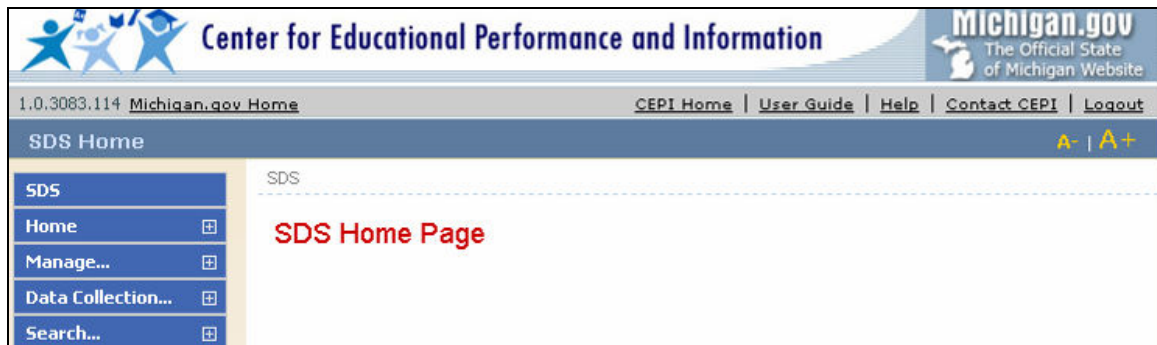 Center for Educational Performance and Information
Michigan.gov
The Official State
of Michigan Website
1.0.3083.114 Michigan.gov Home CEPI Home | User Guide | Help | Contact CEPI | Logout
SDS Home A- | A+
SDS
Home
Manage...
Data Collection...
Search...
SDS
SDS Home Page